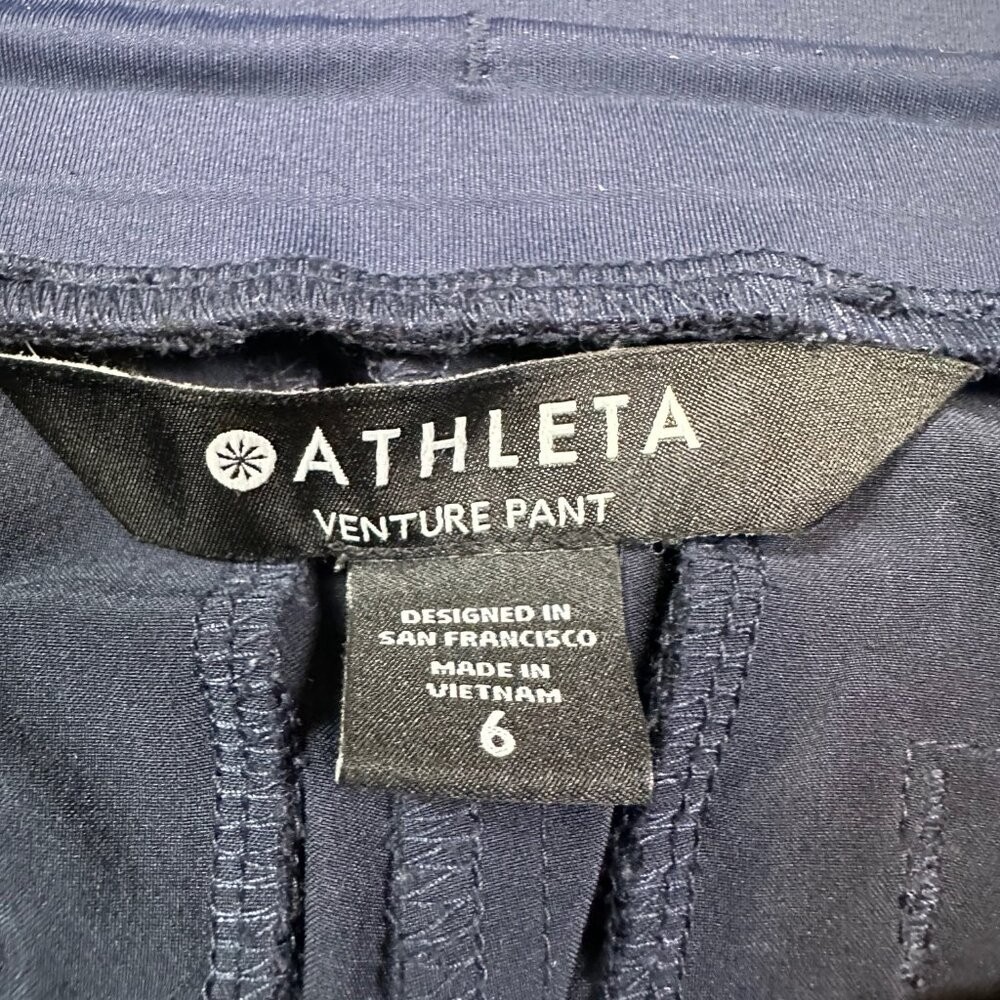 ATHLETA
VENTURE PANT
DESIGNED IN
SAN FRANCISCO
MADE IN
VIETNAM
6